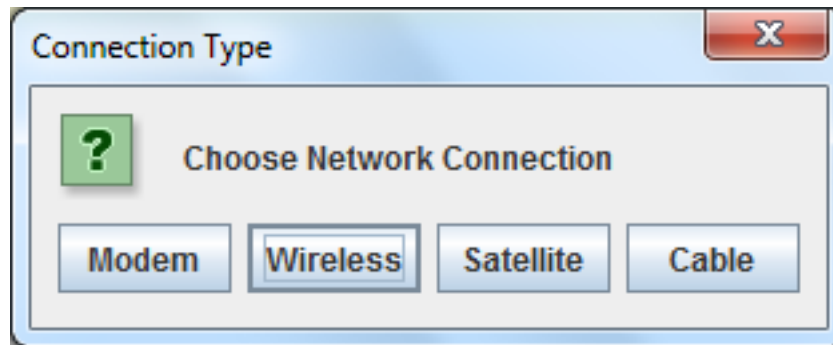 Connection Type
?
Choose Network Connection
Modem Wireless Satellite Cable